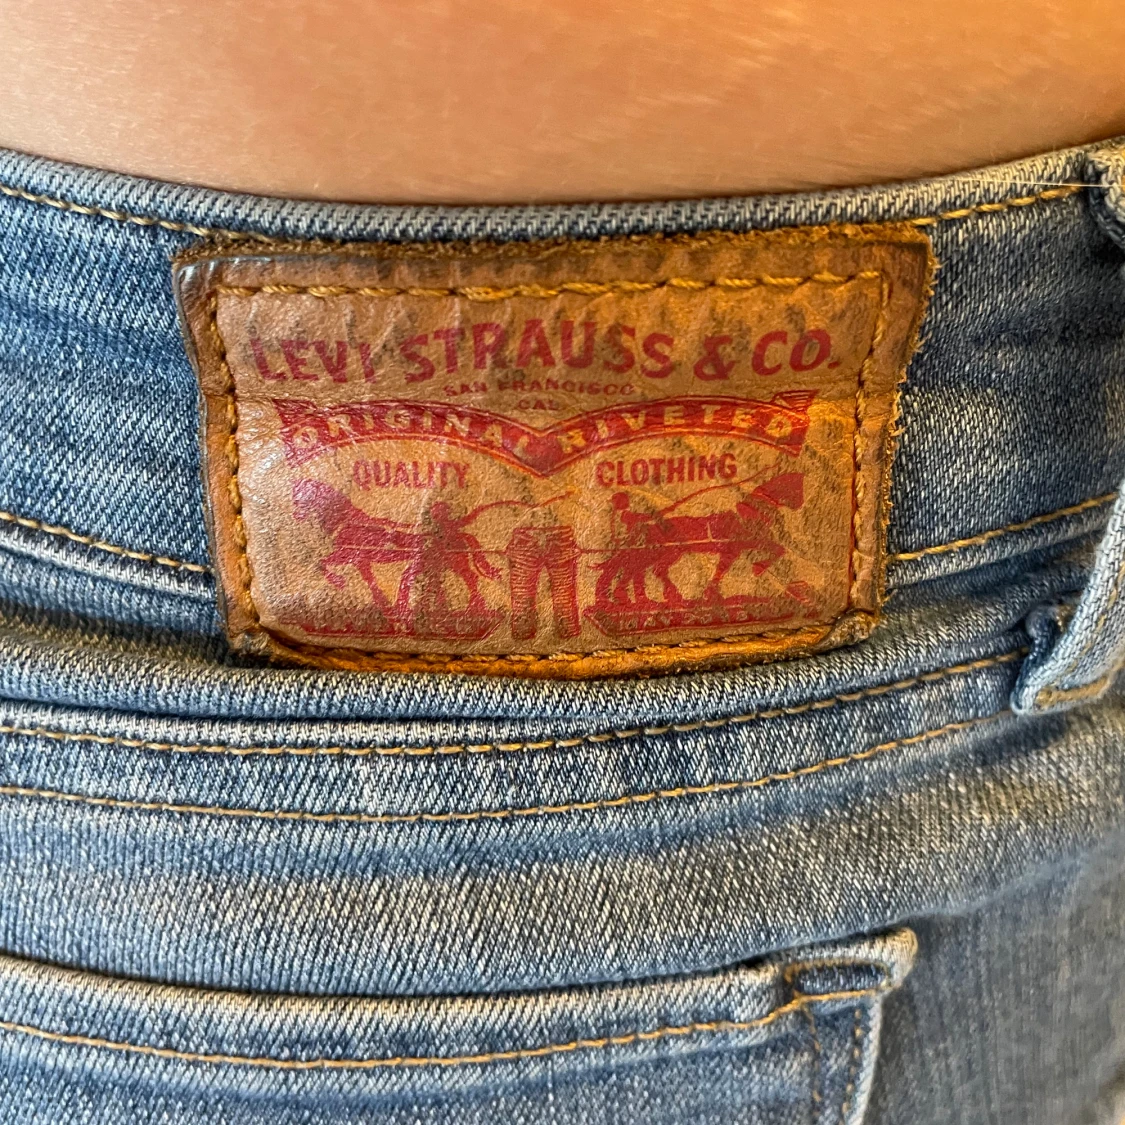 LEVI STRAUSS & CO.
SAN FRANCISCO
CAL
ORIGINAL RIVETED
QUALITY CLOTHING